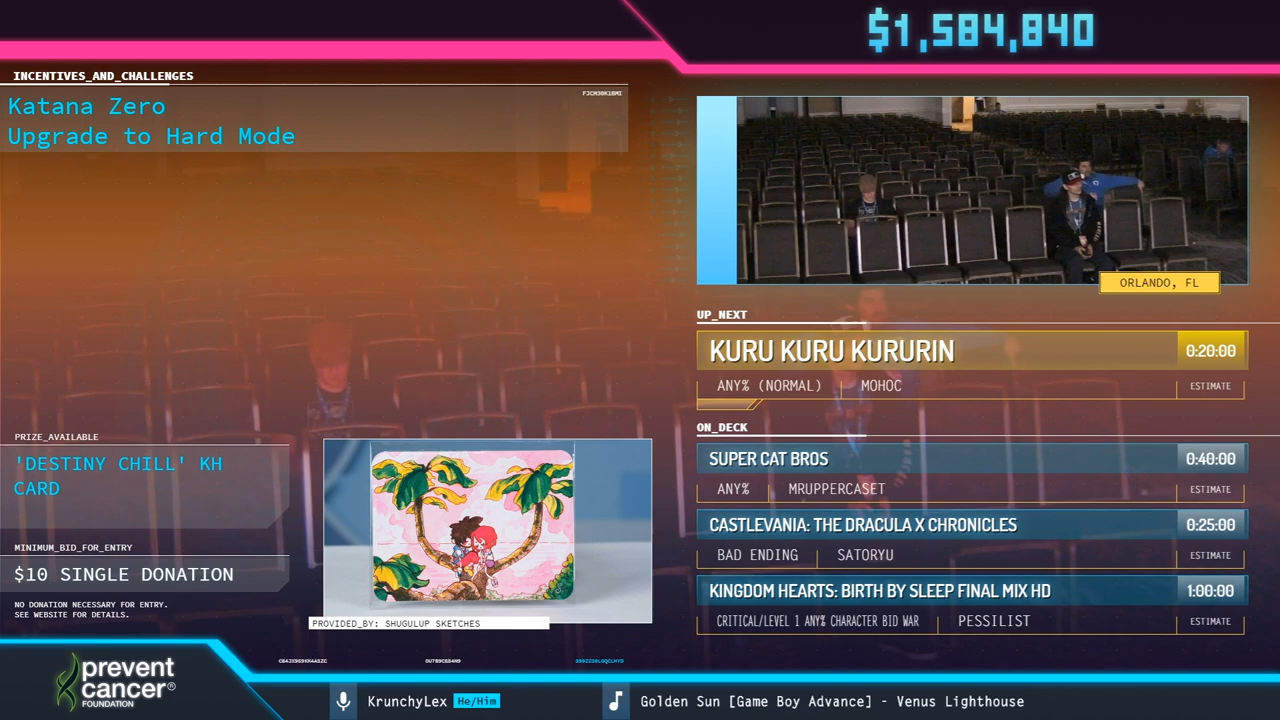 $1,584,840
INCENTIVES_AND_CHALLENGES
Katana Zero
Upgrade to Hard Mode
ORLANDO, FL
UP_NEXT
KURU KURU KURURIN
0:20:00
ANY% (NORMAL)
MOHOC
ESTIMATE
ON_DECK
SUPER CAT BROS
0:40:00
ANY%
MRUPPERCASET
ESTIMATE
CASTLEVANIA: THE DRACULA X CHRONICLES
0:25:00
BAD ENDING
SATORYU
ESTIMATE
KINGDOM HEARTS: BIRTH BY SLEEP FINAL MIX HD
1:00:00
CRITICAL/LEVEL 1 ANY% CHARACTER BID WAR
PESSILIST
ESTIMATE
PRIZE_AVAILABLE
'DESTINY CHILL' KH
CARD
MINIMUM_BID_FOR_ENTRY
$10 SINGLE DONATION
NO DONATION NECESSARY FOR ENTRY.
SEE WEBSITE FOR DETAILS.
PROVIDED_BY: SHUGULUP SKETCHES
prevent
cancer®
FOUNDATION
KrunchyLex He/Him
Golden Sun [Game Boy Advance] - Venus Lighthouse